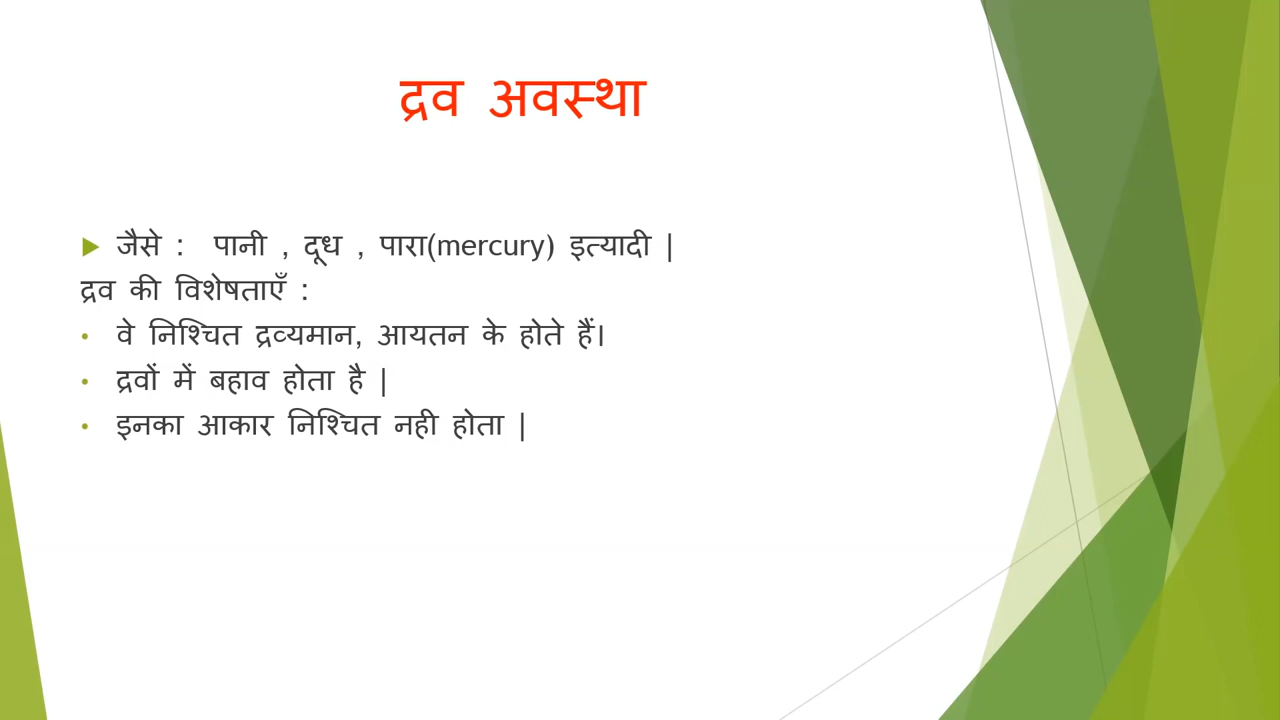 द्रव अवस्था
जैसे : पानी , दूध , पारा(mercury) इत्यादी |
द्रव की विशेषताएँ :
• वे निश्चित द्रव्यमान, आयतन के होते हैं।
• द्रवों में बहाव होता है |
• इनका आकार निश्चित नही होता |